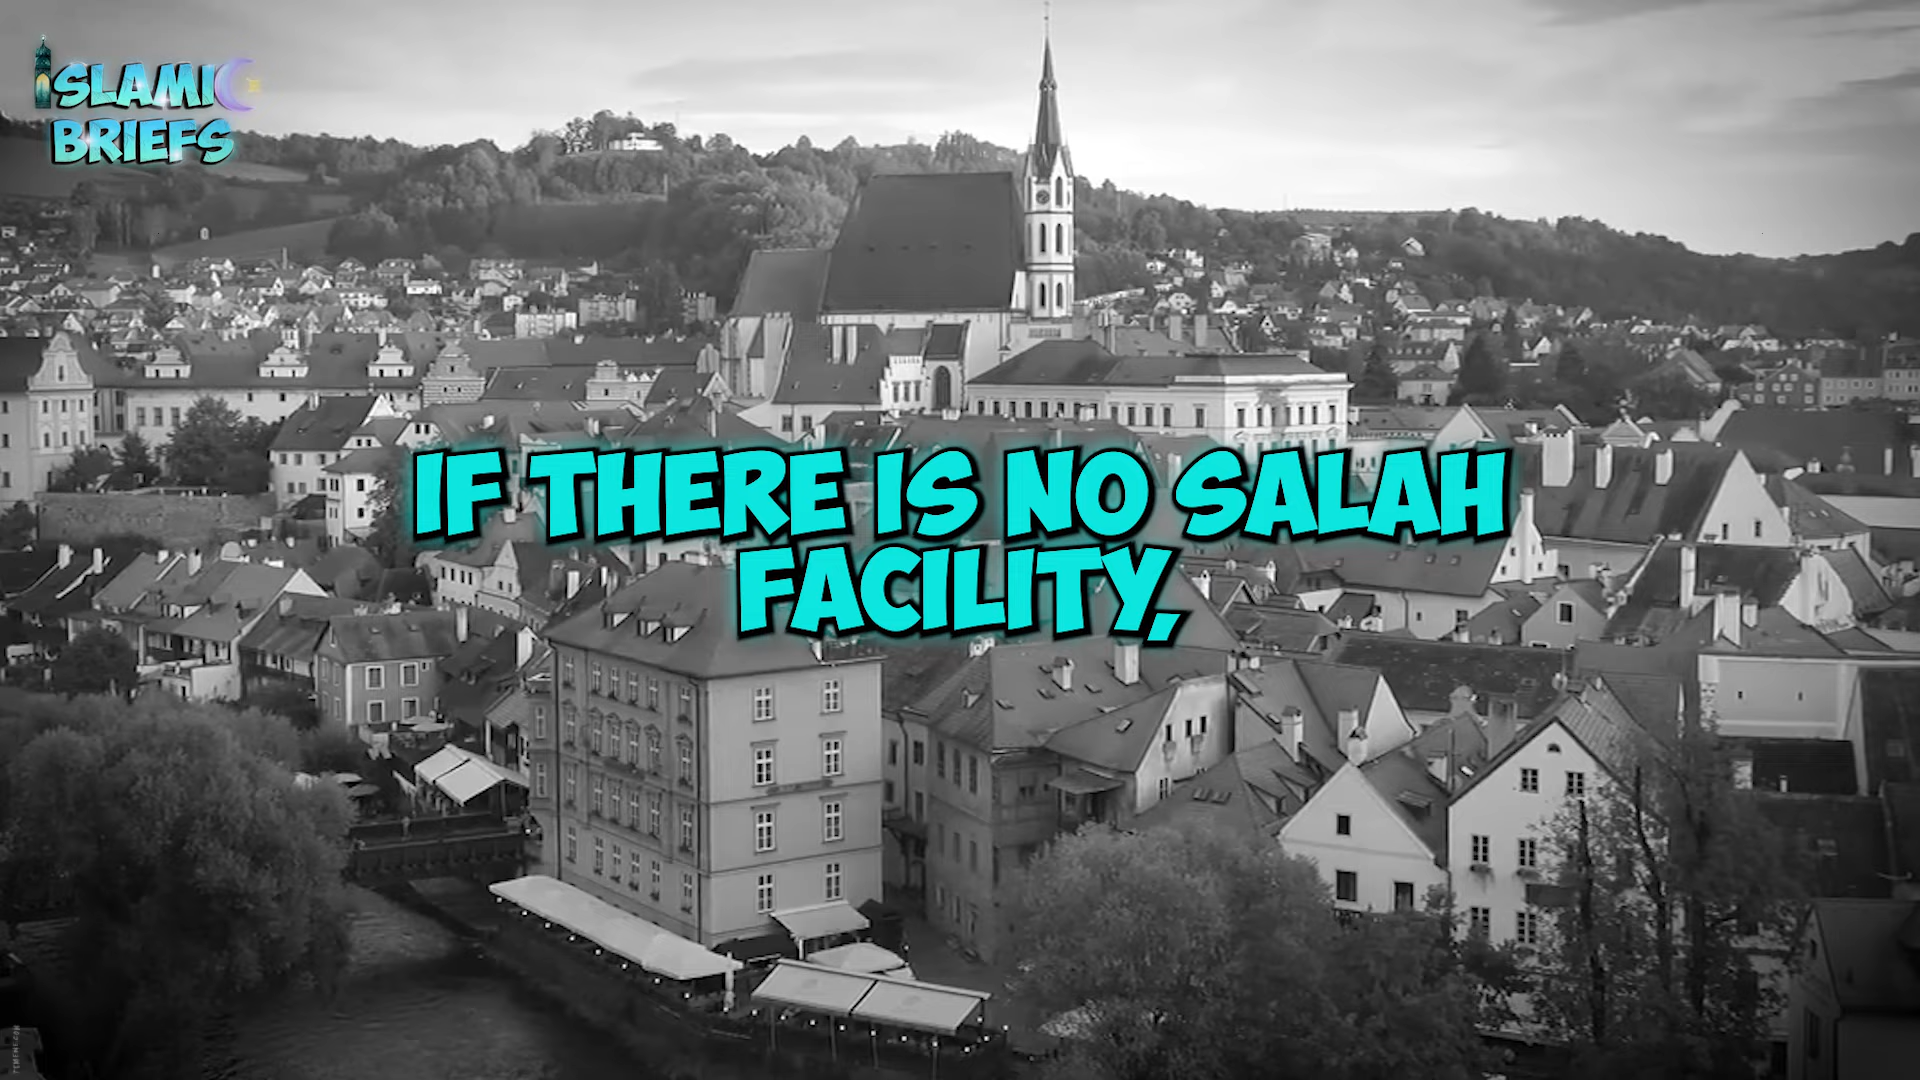 ISLAMIC
BRIEFS
IF THERE IS NO SALAH
FACILITY,